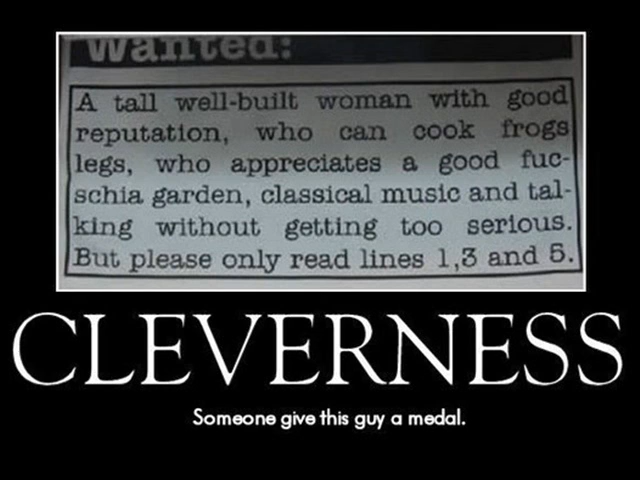 Wanted:
A tall well-built woman with good
reputation, who can cook frogs
legs, who appreciates a good fuc-
schia garden, classical music and tal-
king without getting too serious.
But please only read lines 1,3 and 5.
CLEVERNESS
Someone give this guy a medal.